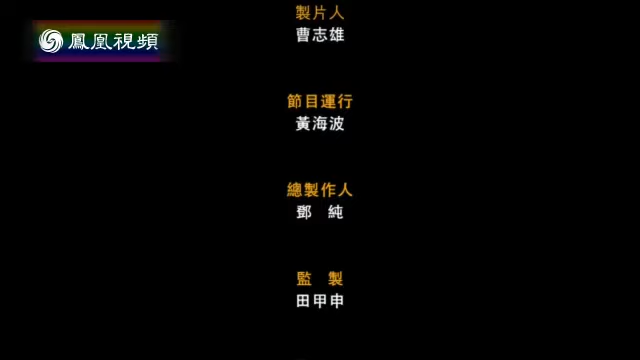 製片人
曹志雄
鳳凰視頻
節目運行
黃海波
總製作人
鄧 純
監 製
田甲申